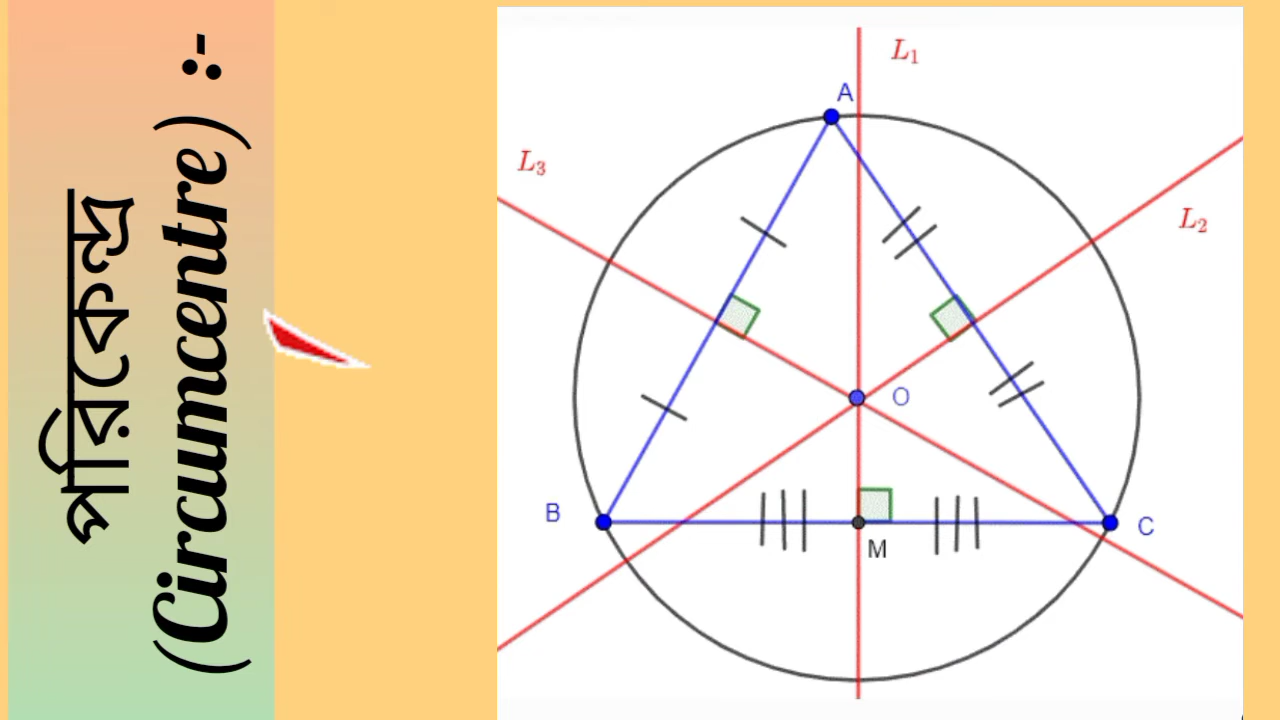 পরিকেন্দ্র
(Circumcentre) :-
L₁
A
L₃
L₂
O
B
M
C